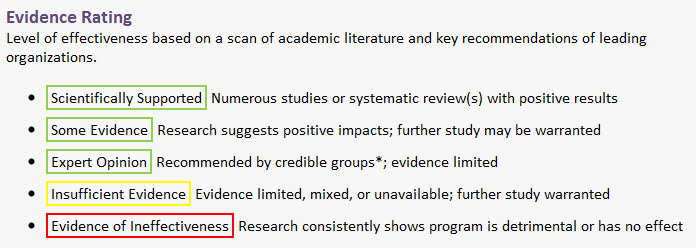 Evidence Rating
Level of effectiveness based on a scan of academic literature and key recommendations of leading
organizations.
• Scientifically Supported Numerous studies or systematic review(s) with positive results
• Some Evidence Research suggests positive impacts; further study may be warranted
• Expert Opinion Recommended by credible groups*; evidence limited
• Insufficient Evidence Evidence limited, mixed, or unavailable; further study warranted
• Evidence of Ineffectiveness Research consistently shows program is detrimental or has no effect